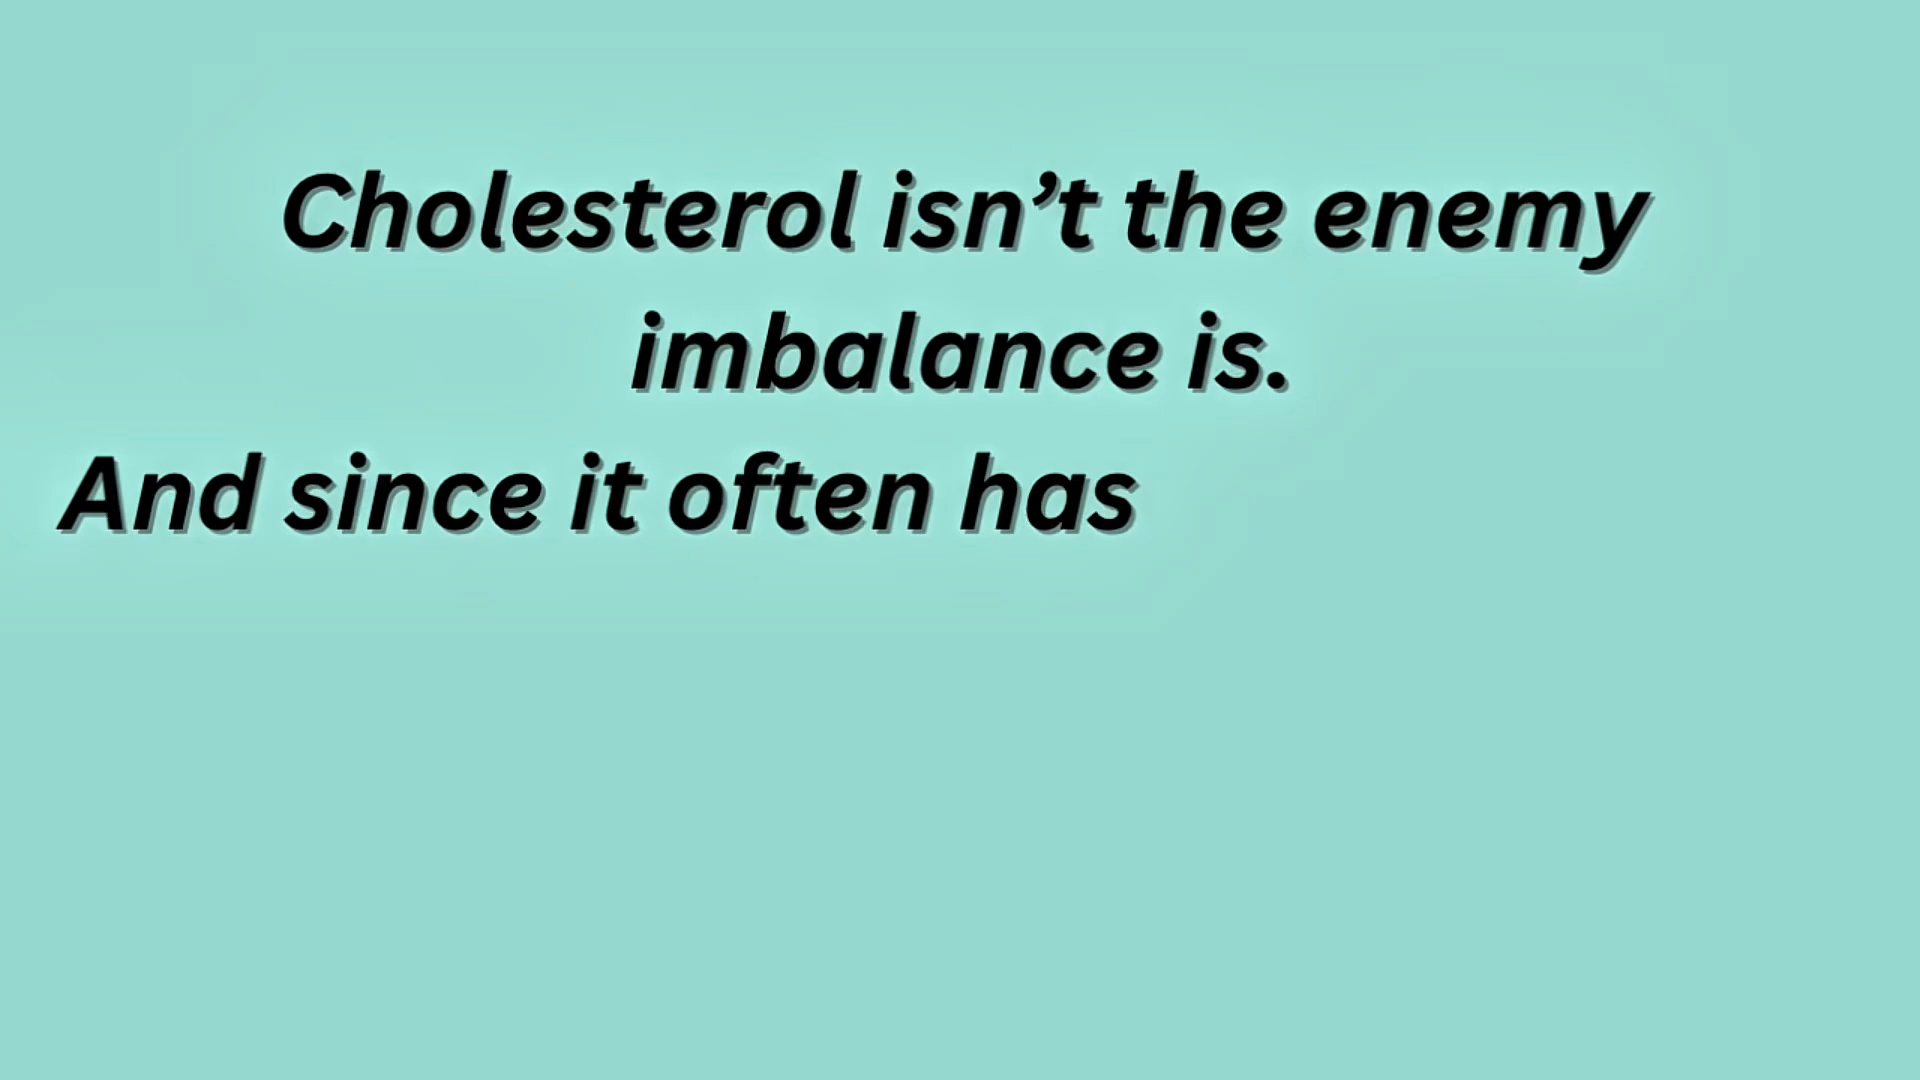 Cholesterol isn’t the enemy
imbalance is.
And since it often has